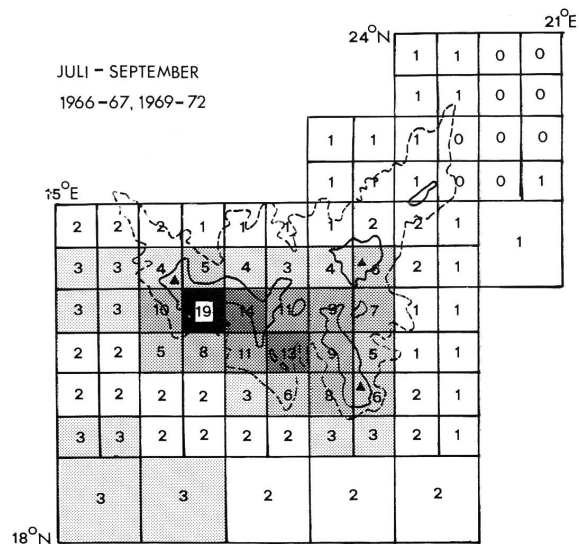 21°E
24°N
1 1 0 0
JULI – SEPTEMBER
1 1 0 0
1966–67, 1969–72
1 1 1 0 0 0
1 1 1 0 0 1
15°E
2 2 2 1 1 1 1 2 2 1
1
3 3 4 5 4 3 4 6 2 1
3 3 10 19 14 11 9 7 1 1
2 2 5 8 11 13 9 5 1 1
2 2 2 2 3 6 8 6 2 1
3 3 2 2 2 2 3 3 2 1
3 3 2 2 2
18°N